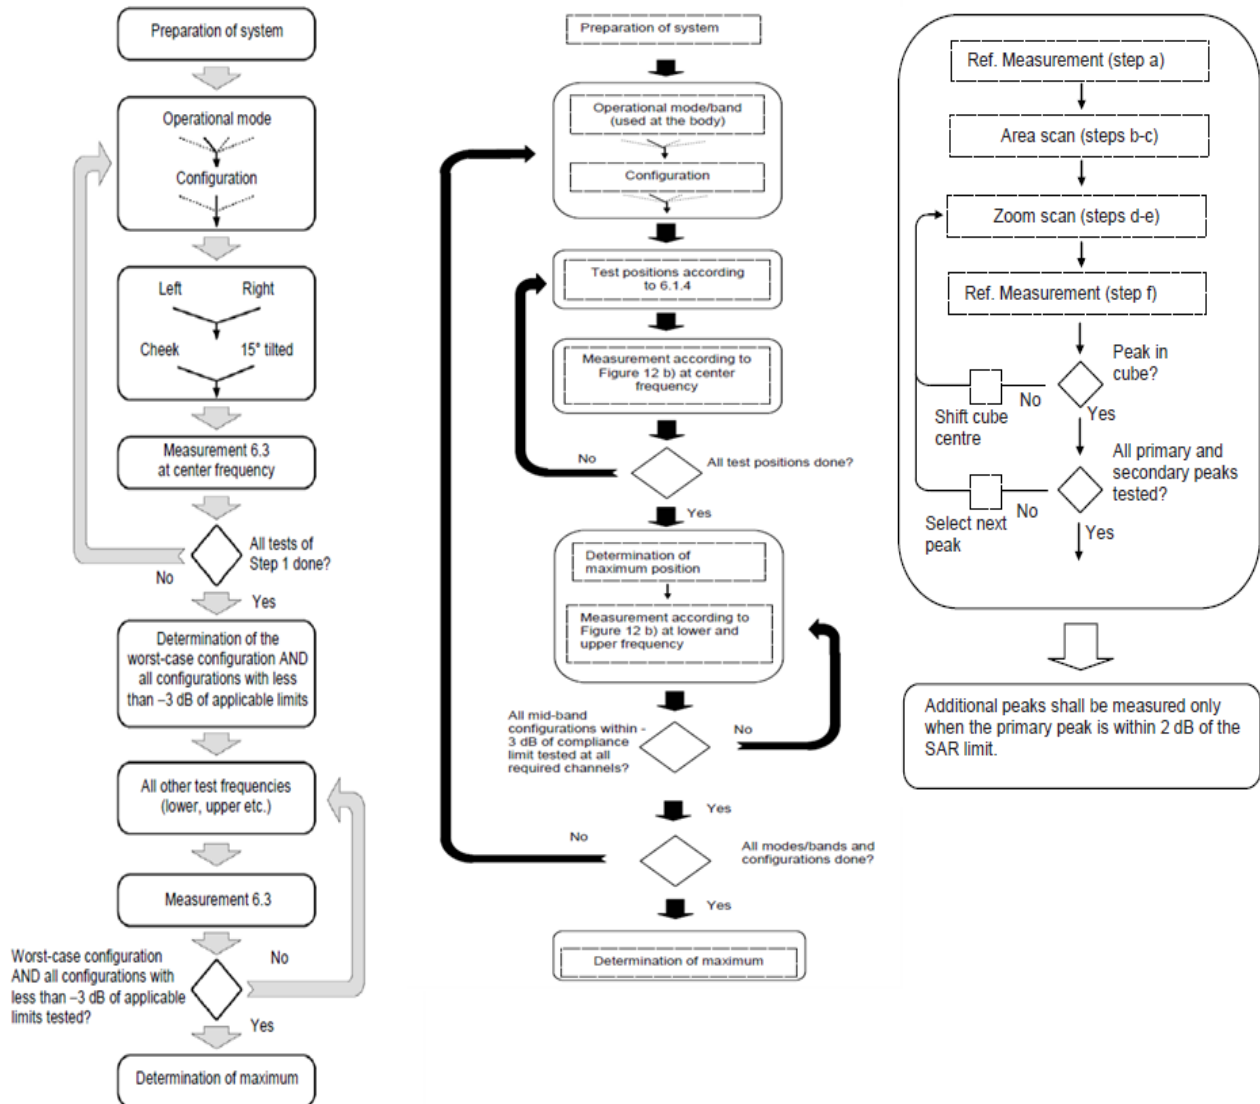 Preparation of system
Operational mode
Configuration
Left Right
Cheek 15° tilted
Measurement 6.3
at center frequency
All tests of
Step 1 done?
No
Yes
Determination of the
worst-case configuration AND
all configurations with less
than –3 dB of applicable limits
All other test frequencies
(lower, upper etc.)
Measurement 6.3
Worst-case configuration
AND all configurations with
less than –3 dB of applicable
limits tested?
No
Yes
Determination of maximum
Preparation of system
Operational mode/band
(used at the body)
Configuration
Test positions according
to 6.1.4
Measurement according to
Figure 12 b) at center
frequency
No
All test positions done?
Yes
Determination of
maximum position
Measurement according to
Figure 12 b) at lower and
upper frequency
All mid-band
configurations within -
3 dB of compliance
limit tested at all
required channels?
No
Yes
No
All modes/bands and
configurations done?
Yes
Determination of maximum
Ref. Measurement (step a)
Area scan (steps b-c)
Zoom scan (steps d-e)
Ref. Measurement (step f)
Peak in
cube?
No
Shift cube
centre
Yes
All primary and
secondary peaks
tested?
No
Select next
peak
Yes
Additional peaks shall be measured only
when the primary peak is within 2 dB of the
SAR limit.